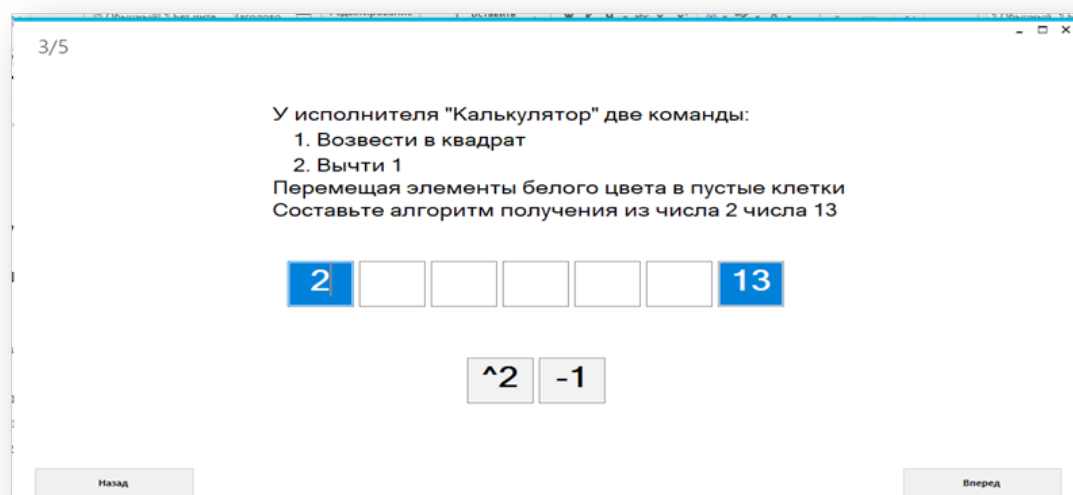 3/5
У исполнителя "Калькулятор" две команды:
1. Возвести в квадрат
2. Вычти 1
Перемещая элементы белого цвета в пустые клетки
Составьте алгоритм получения из числа 2 числа 13
2 13
^2 -1
Назад Вперед